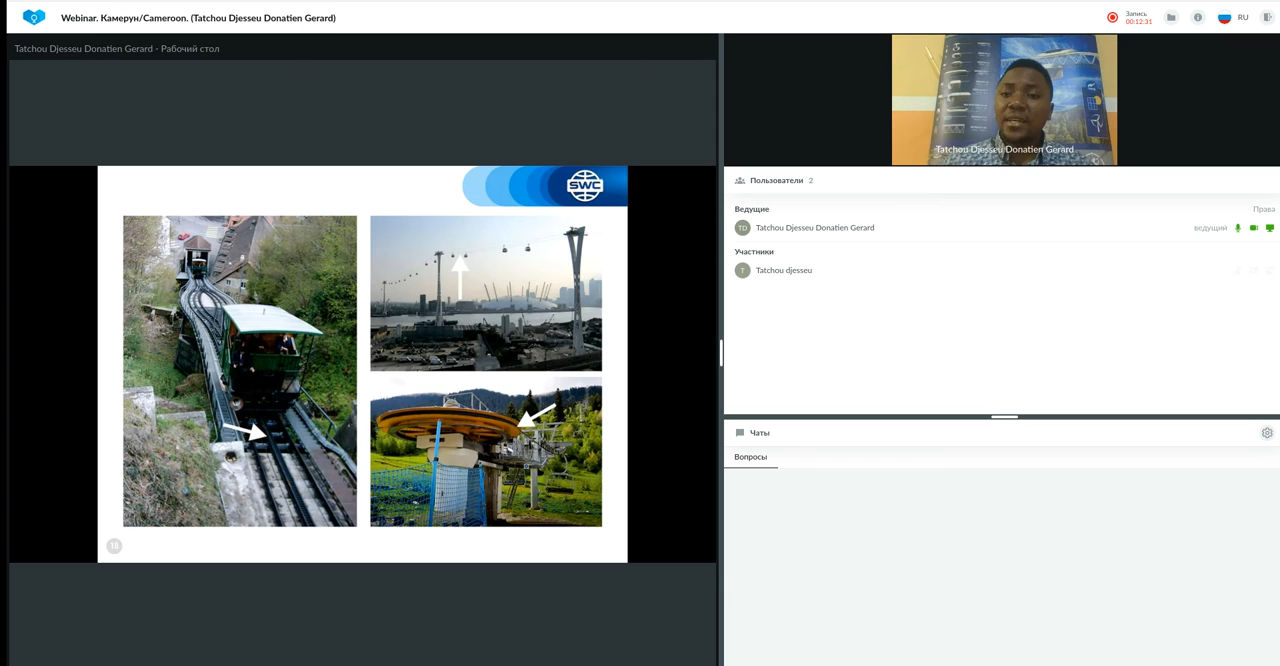 Webinar. Камерун/Cameroon. (Tatchou Djesseu Donatien Gerard)
Запись
00:12:31
RU
Tatchou Djesseu Donatien Gerard - Рабочий стол
SWC
18
Tatchou Djesseu Donatien Gerard
Пользователи 2
Ведущие Права
TD Tatchou Djesseu Donatien Gerard ведущий
Участники
T Tatchou djesseu
Чаты
Вопросы